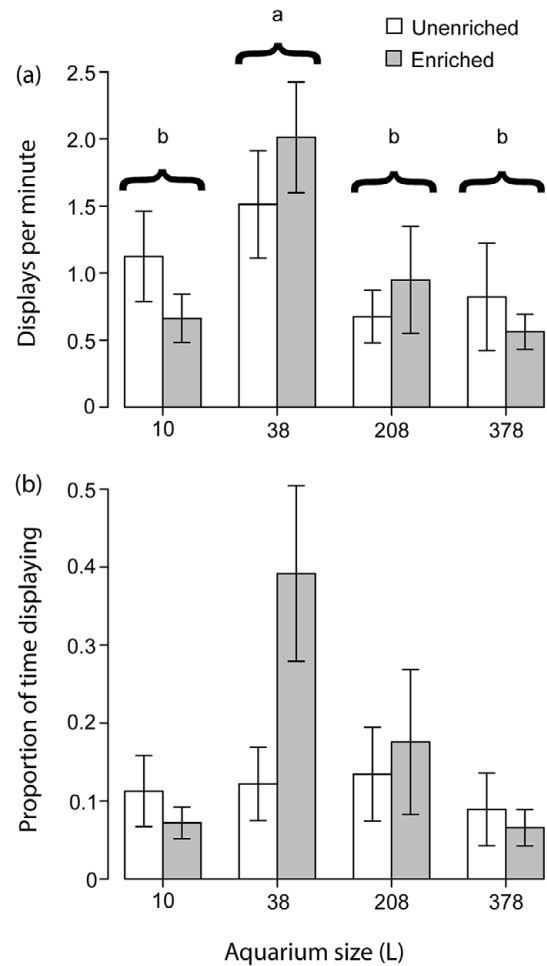 a
Unenriched
Enriched
(a)
b
b
b
Displays per minute
2.5
2.0
1.5
1.0
0.5
0
10
38
208
378
(b)
Proportion of time displaying
0.5
0.4
0.3
0.2
0.1
0
10
38
208
378
Aquarium size (L)